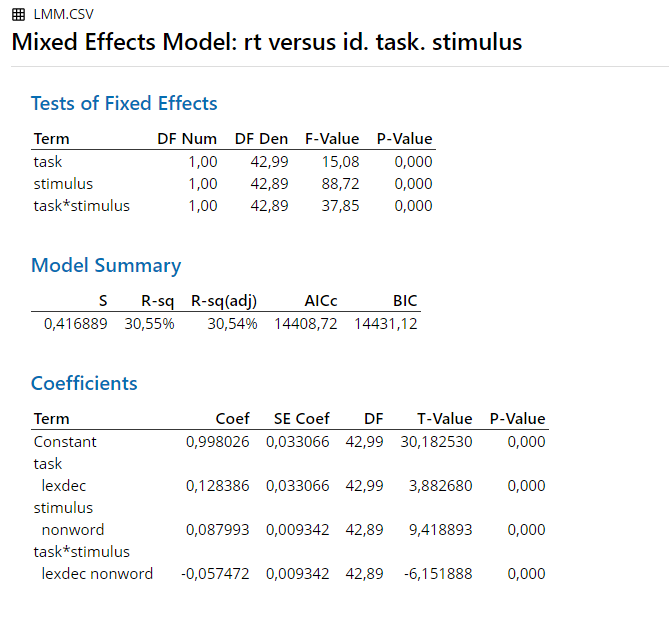 LMM.CSV
Mixed Effects Model: rt versus id. task. stimulus
Tests of Fixed Effects
Term DF Num DF Den F-Value P-Value
task 1,00 42,99 15,08 0,000
stimulus 1,00 42,89 88,72 0,000
task*stimulus 1,00 42,89 37,85 0,000
Model Summary
S R-sq R-sq(adj) AICc BIC
0,416889 30,55% 30,54% 14408,72 14431,12
Coefficients
Term Coef SE Coef DF T-Value P-Value
Constant 0,998026 0,033066 42,99 30,182530 0,000
task
lexdec 0,128386 0,033066 42,99 3,882680 0,000
stimulus
nonword 0,087993 0,009342 42,89 9,418893 0,000
task*stimulus
lexdec nonword -0,057472 0,009342 42,89 -6,151888 0,000